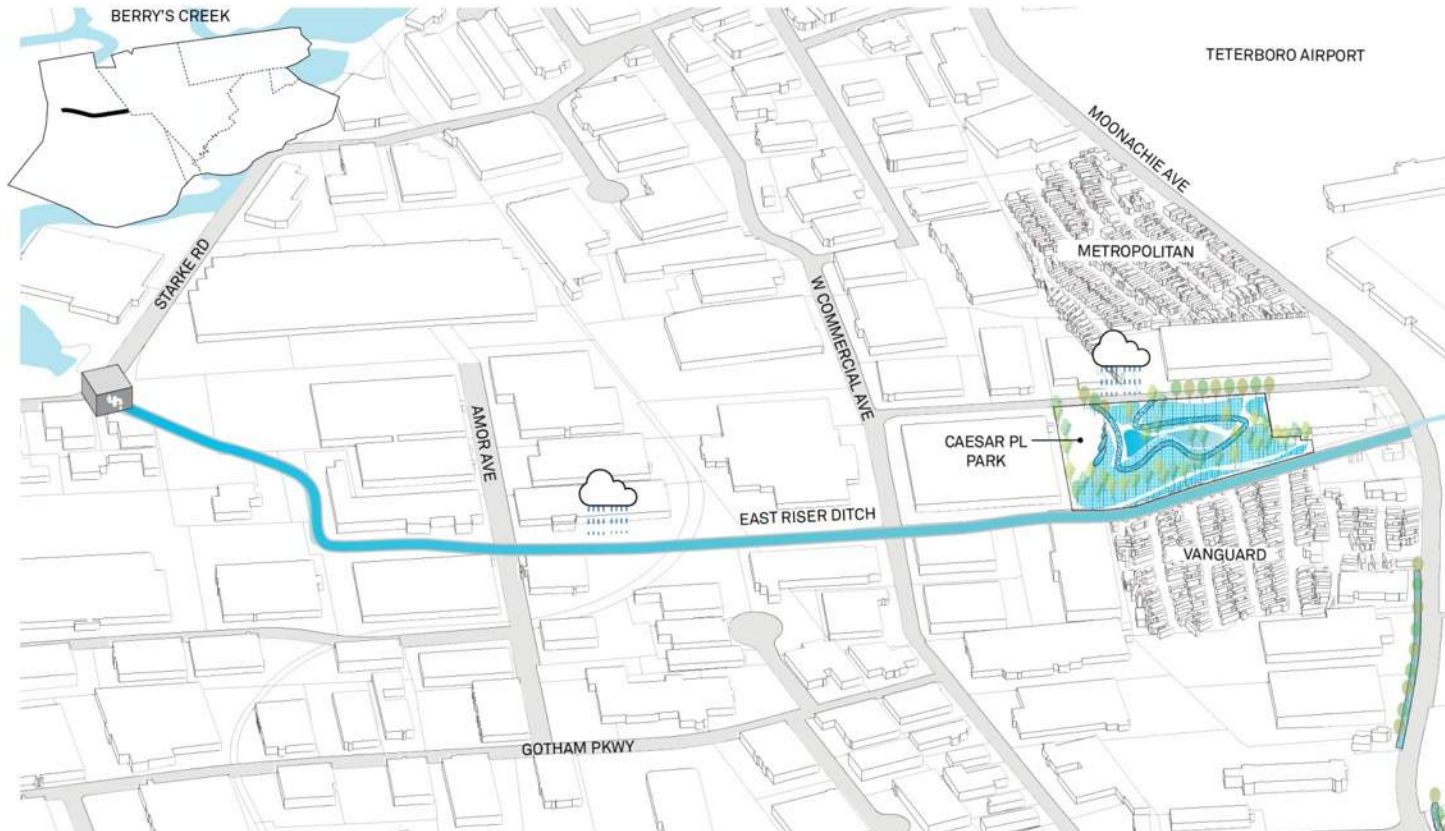 BERRY'S CREEK
TETERBORO AIRPORT
MOONACHIE AVE
STARKE RD
METROPOLITAN
W COMMERCIAL AVE
AMOR AVE
CAESAR PL
PARK
EAST RISER DITCH
VANGUARD
GOTHAM PKWY